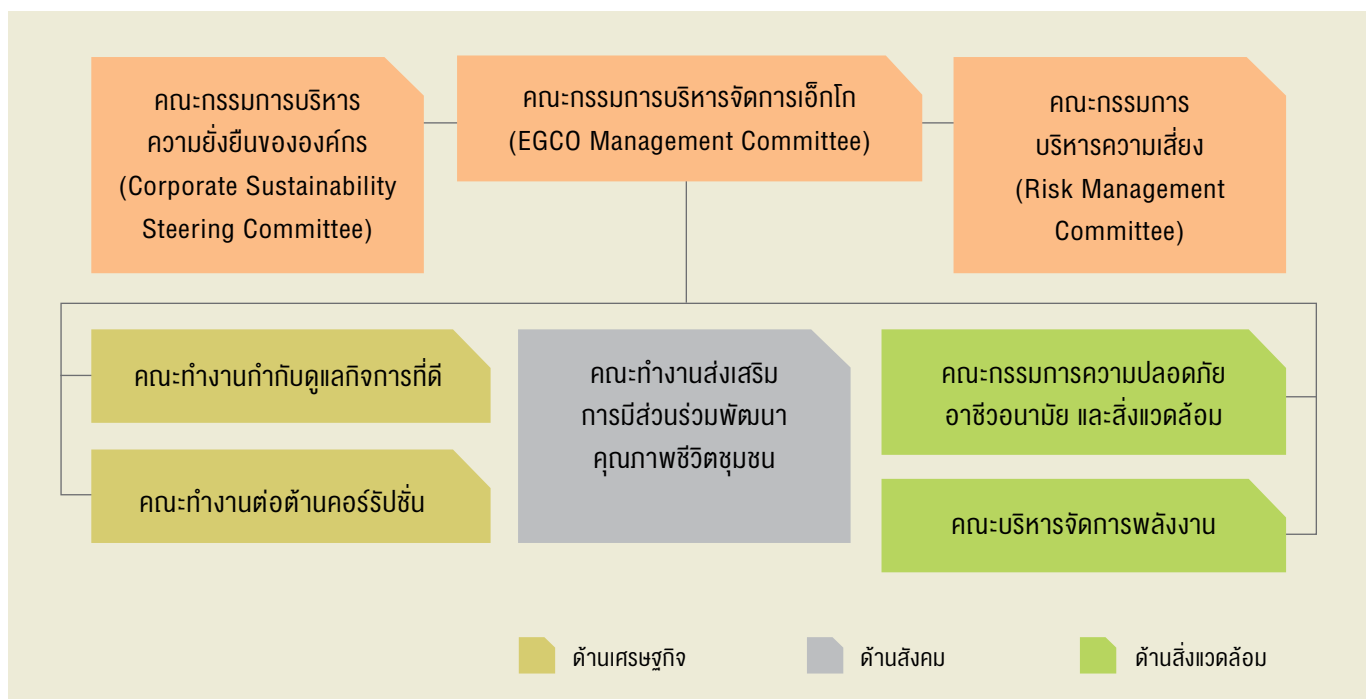 คณะกรรมการบริหาร
ความยั่งยืนขององค์กร
(Corporate Sustainability
Steering Committee)
คณะกรรมการบริหารจัดการเอ็กโก
(EGCO Management Committee)
คณะกรรมการ
บริหารความเสี่ยง
(Risk Management
Committee)
คณะทำงานกำกับดูแลกิจการที่ดี
คณะทำงานต่อต้านคอร์รัปชั่น
คณะทำงานส่งเสริม
การมีส่วนร่วมพัฒนา
คุณภาพชีวิตชุมชน
คณะกรรมการความปลอดภัย
อาชีวอนามัย และสิ่งแวดล้อม
คณะบริหารจัดการพลังงาน
ด้านเศรษฐกิจ
ด้านสังคม
ด้านสิ่งแวดล้อม